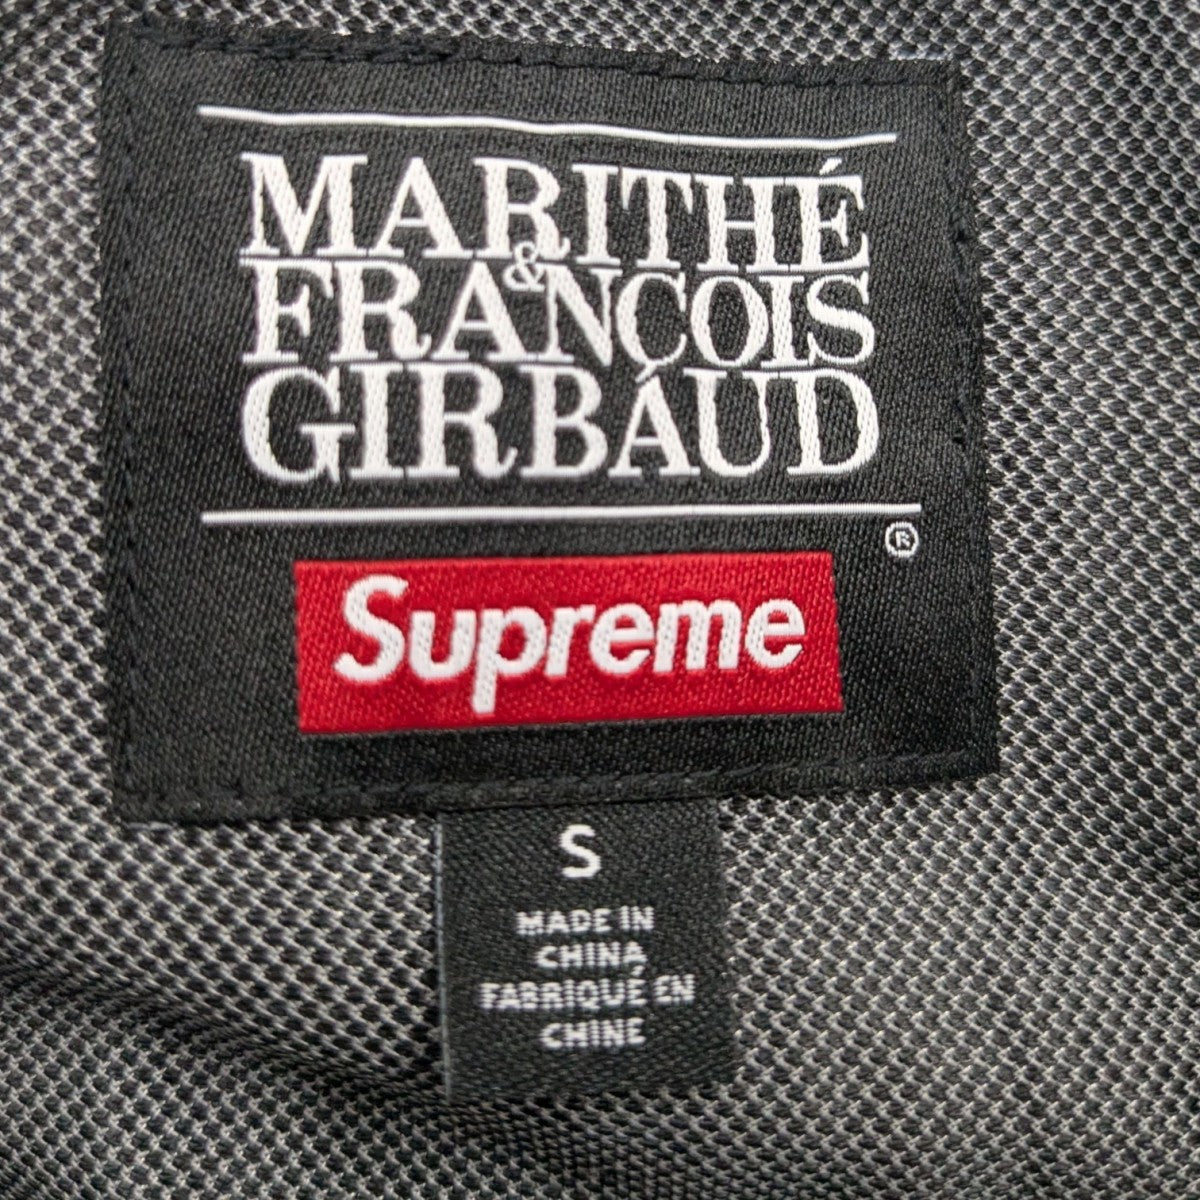 MARITHÉ
&
FRANÇOIS
GIRBAUD
®
Supreme
S
MADE IN
CHINA
FABRIQUÉ EN
CHINE